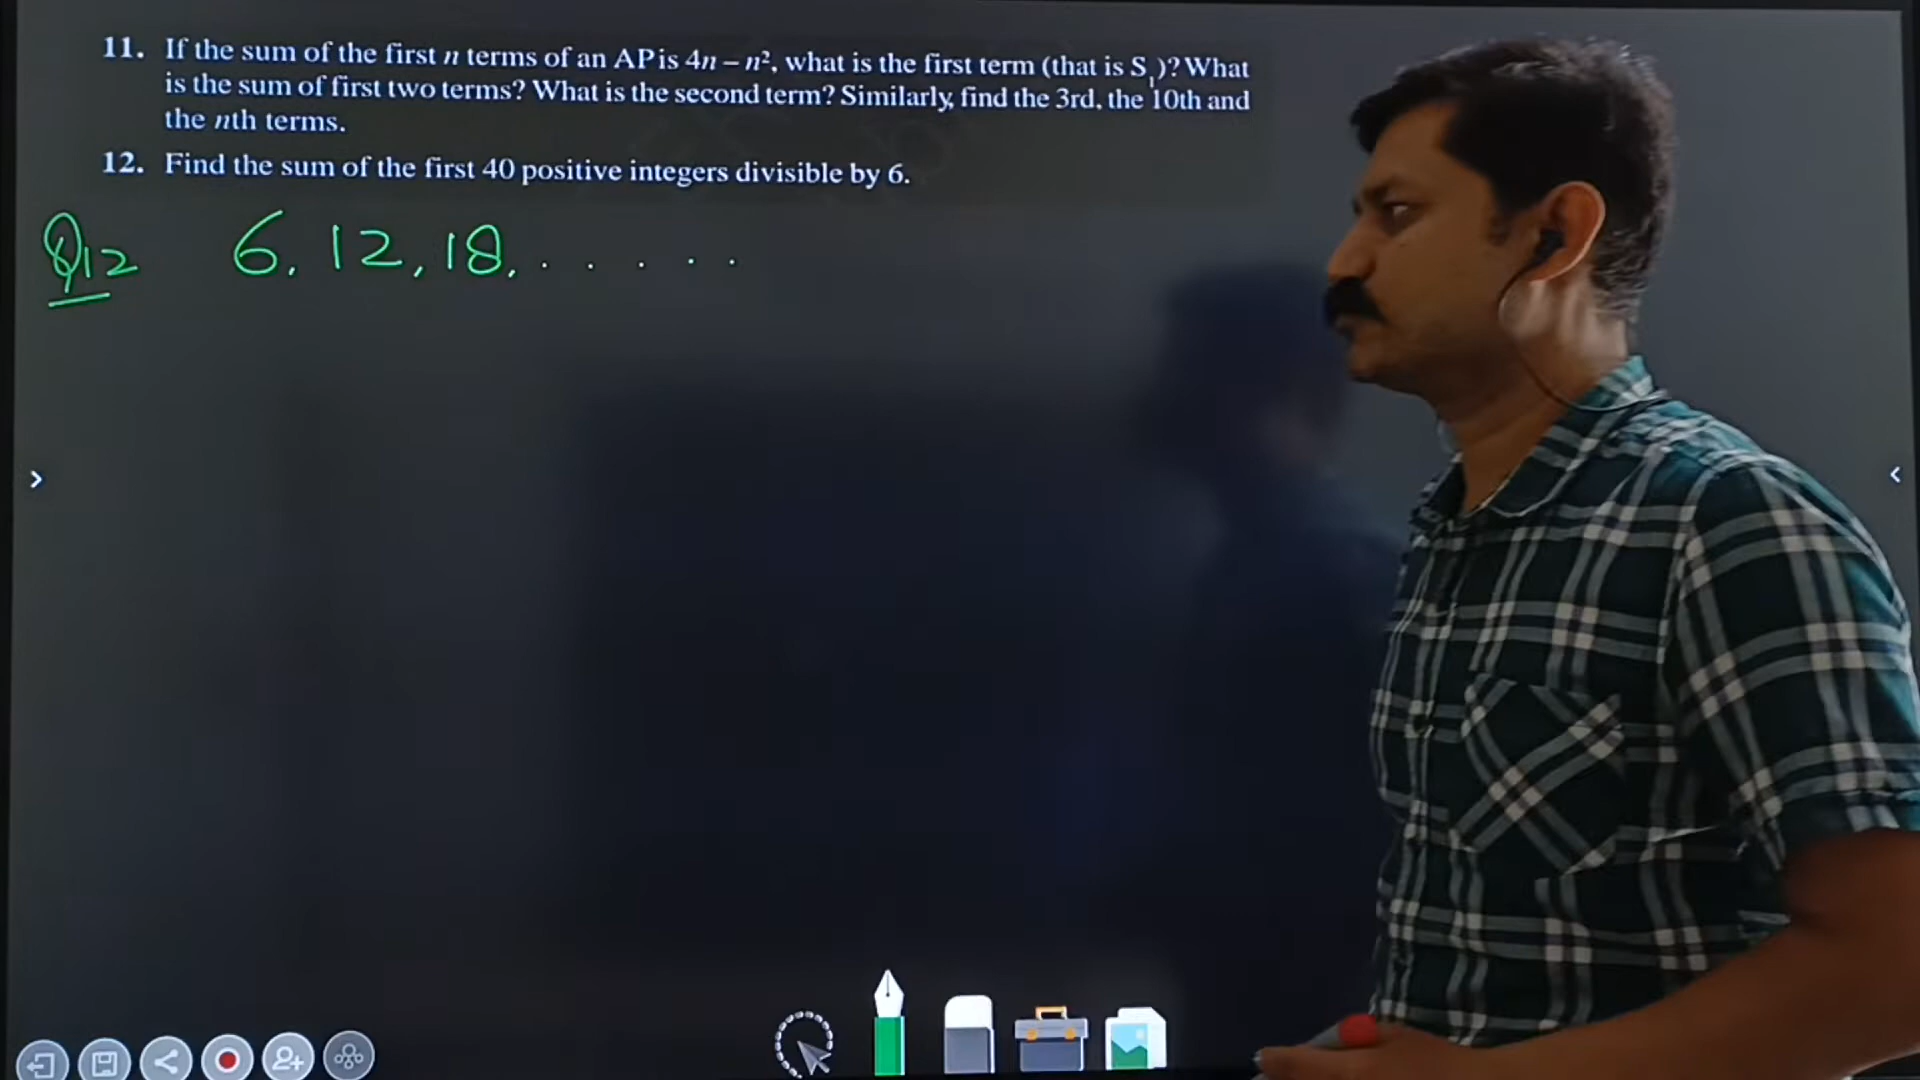 11. If the sum of the first n terms of an AP is 4n – n², what is the first term (that is S₁)? What
is the sum of first two terms? What is the second term? Similarly, find the 3rd, the 10th and
the nth terms.
12. Find the sum of the first 40 positive integers divisible by 6.
Q12 6, 12, 18, . . . . .